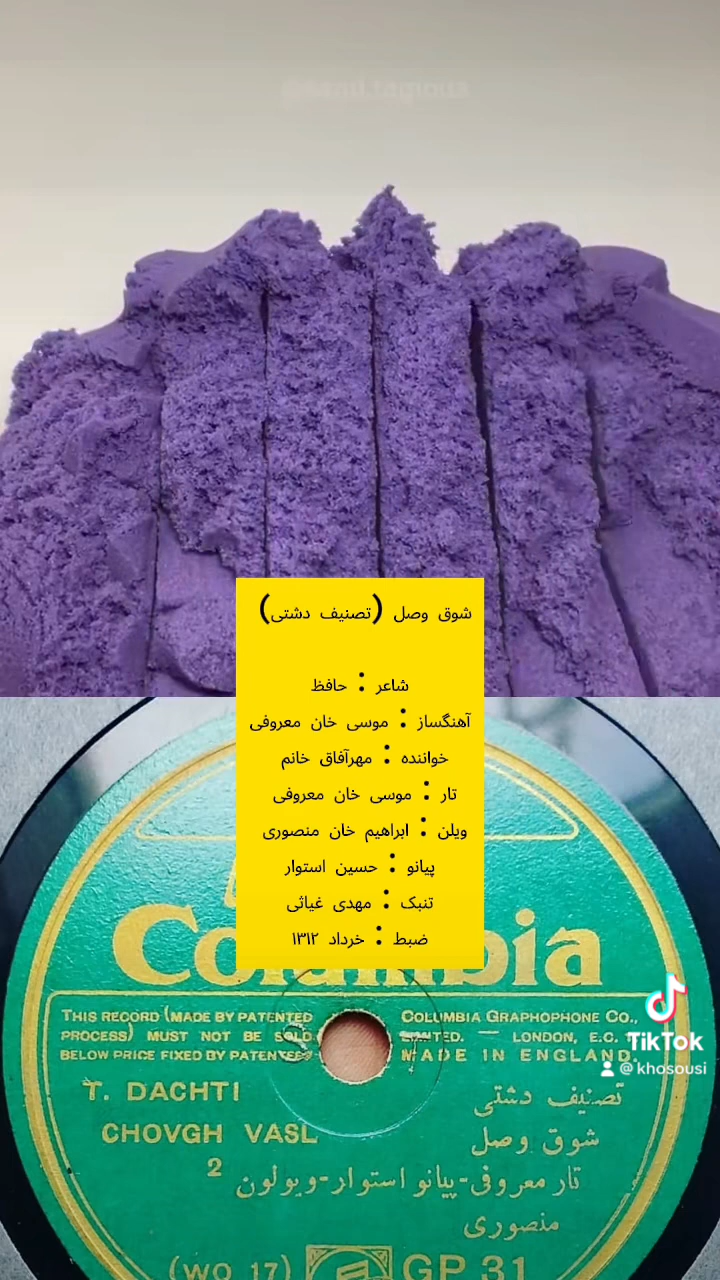 شوق وصل (تصنیف دشتی)
شاعر : حافظ
آهنگساز : موسی خان معروفی
خواننده : مهرآفاق خانم
تار : موسی خان معروفی
ویلن : ابراهیم خان منصوری
پیانو : حسین استوار
تنبک : مهدی غیاثی
ضبط : خرداد ۱۳۱۲
Columbia
THIS RECORD (MADE BY PATENTED
PROCESS) MUST NOT BE SOLD
BELOW PRICE FIXED BY PATENTEES
COLUMBIA GRAPHOPHONE CO.,
LIMITED. — LONDON, E.C.
MADE IN ENGLAND.
TikTok
@khosousi
T. DACHTI
تصنیف دشتی
CHOVGH VASL
شوق وصل
2
تار معروفی-پیانو استوار-ویولون
منصوری
(WO 17)
GP 31